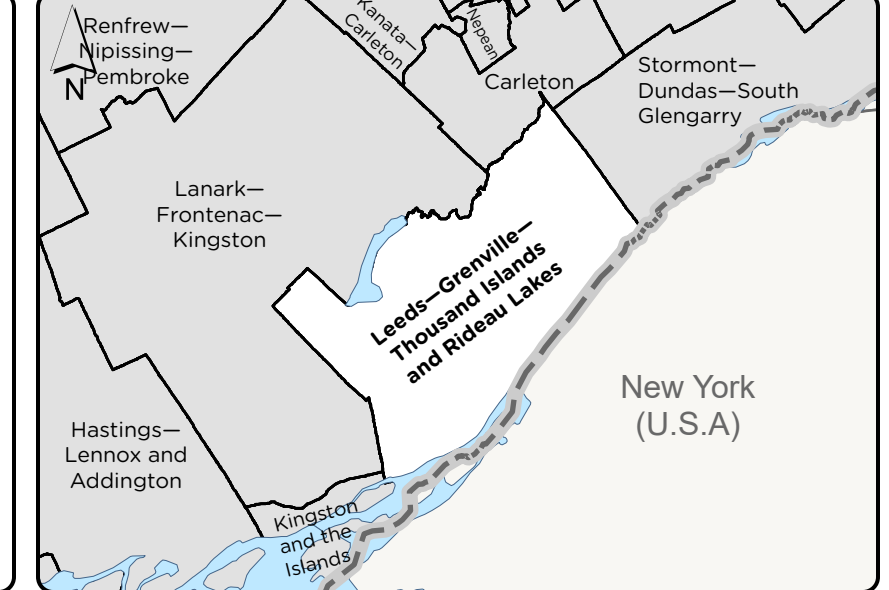 Renfrew—
Nipissing—
Pembroke
N
Kanata—
Carleton
Nepean
Carleton
Stormont—
Dundas—South
Glengarry
Lanark—
Frontenac—
Kingston
Leeds—Grenville—
Thousand Islands
and Rideau Lakes
New York
(U.S.A)
Hastings—
Lennox and
Addington
Kingston
and the
Islands